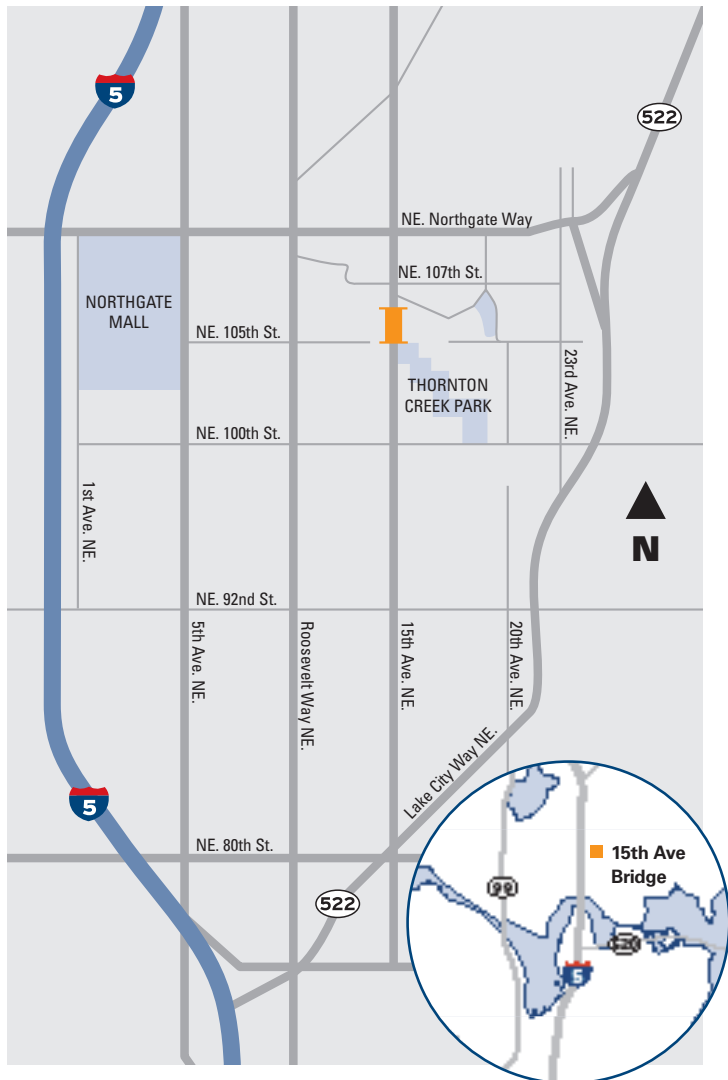 5
522
NE. Northgate Way
NE. 107th St.
NORTHGATE
MALL
NE. 105th St.
23rd Ave. NE.
THORNTON
CREEK PARK
NE. 100th St.
1st Ave. NE.
N
NE. 92nd St.
5th Ave. NE.
Roosevelt Way NE.
15th Ave. NE.
20th Ave. NE.
Lake City Way NE.
5
NE. 80th St.
15th Ave
Bridge
99
522
520
5